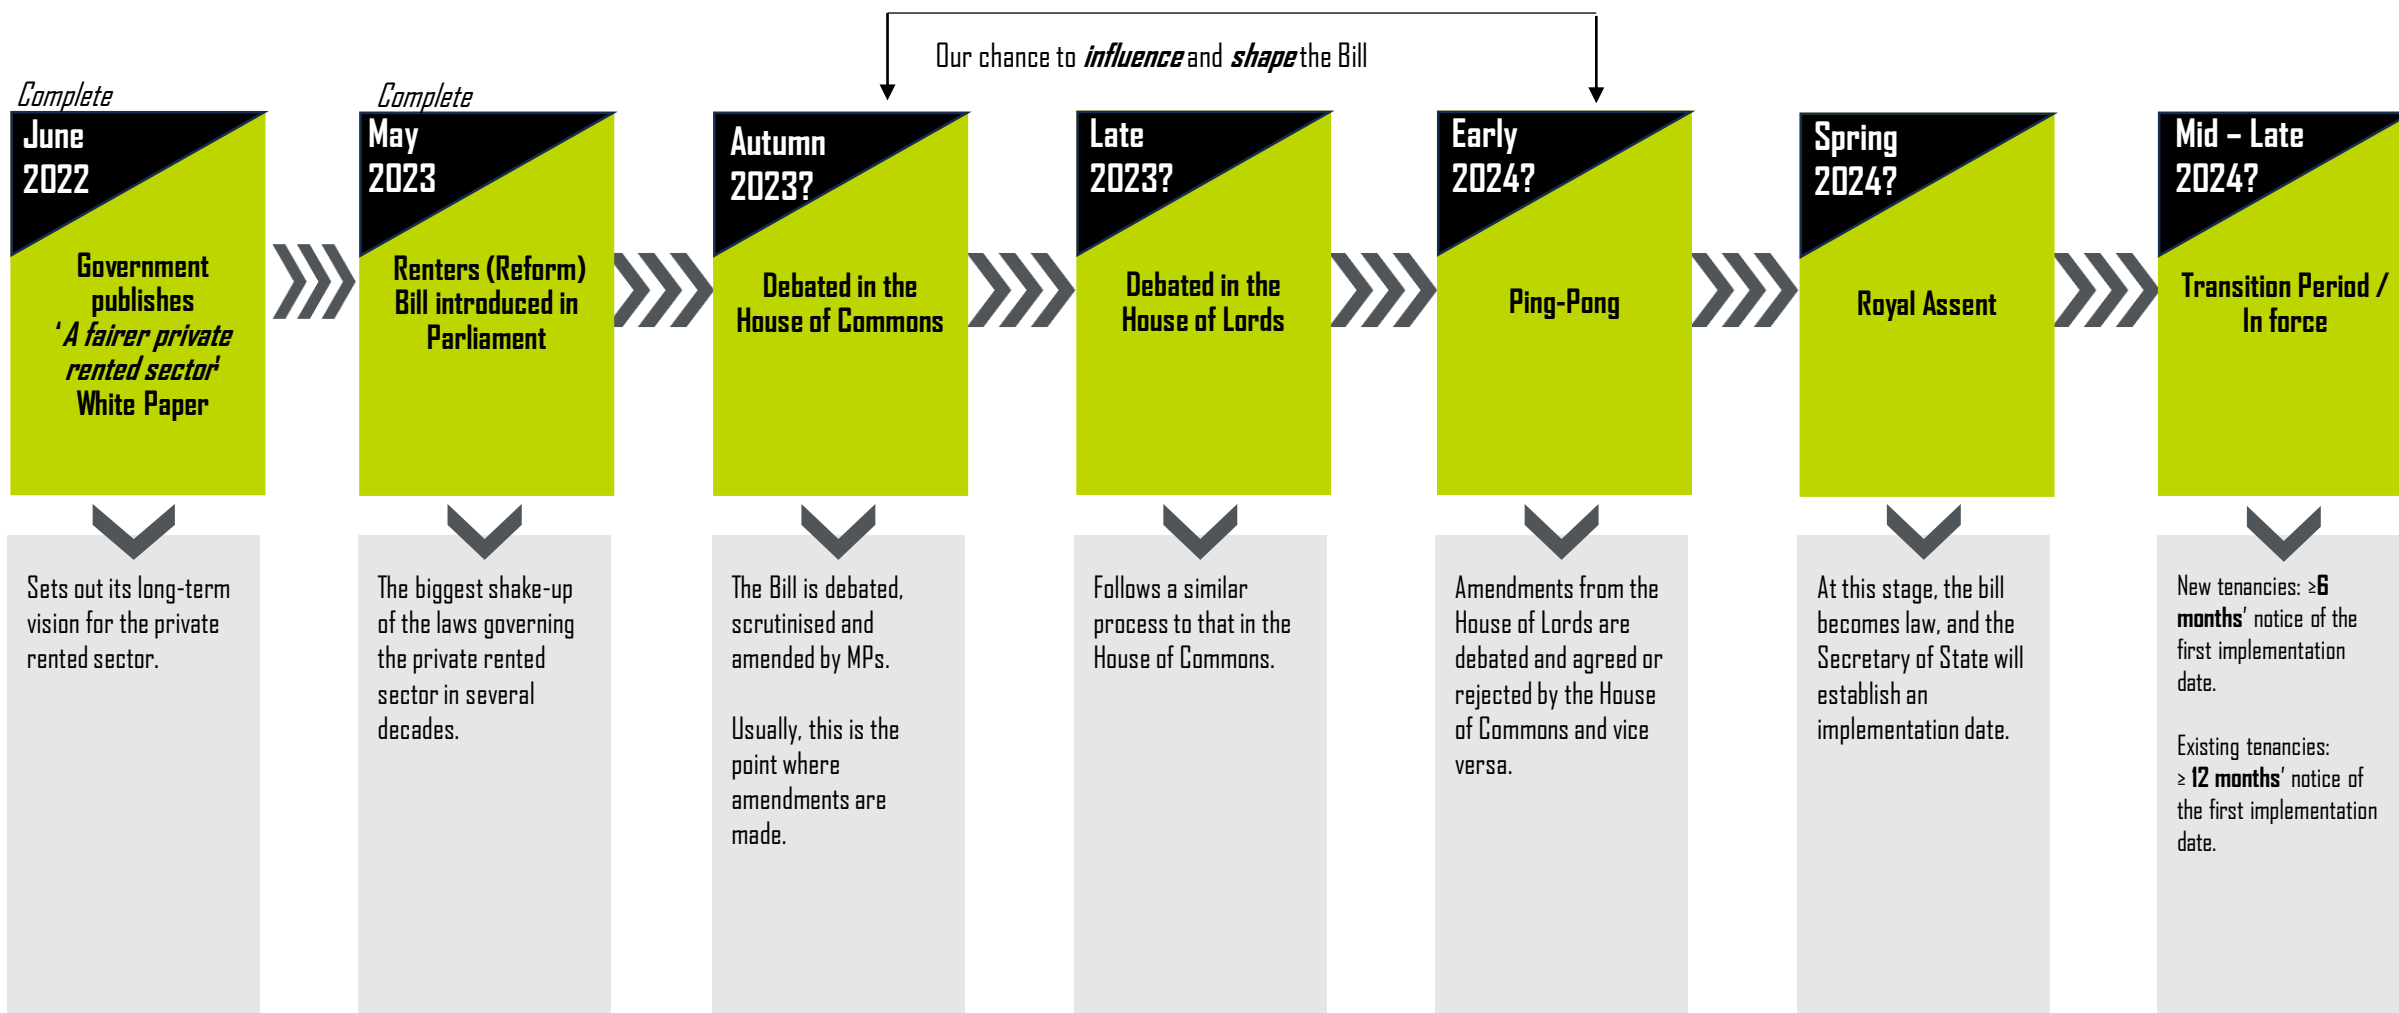 Our chance to influence and shape the Bill
Complete
June
2022
Government
publishes
'A fairer private
rented sector'
White Paper
Sets out its long-term
vision for the private
rented sector.
Complete
May
2023
Renters (Reform)
Bill introduced in
Parliament
The biggest shake-up
of the laws governing
the private rented
sector in several
decades.
Autumn
2023?
Debated in the
House of Commons
The Bill is debated,
scrutinised and
amended by MPs.
Usually, this is the
point where
amendments are
made.
Late
2023?
Debated in the
House of Lords
Follows a similar
process to that in the
House of Commons.
Early
2024?
Ping-Pong
Amendments from the
House of Lords are
debated and agreed or
rejected by the House
of Commons and vice
versa.
Spring
2024?
Royal Assent
At this stage, the bill
becomes law, and the
Secretary of State will
establish an
implementation date.
Mid – Late
2024?
Transition Period /
In force
New tenancies: ≥6
months' notice of the
first implementation
date.
Existing tenancies:
≥ 12 months' notice of
the first implementation
date.